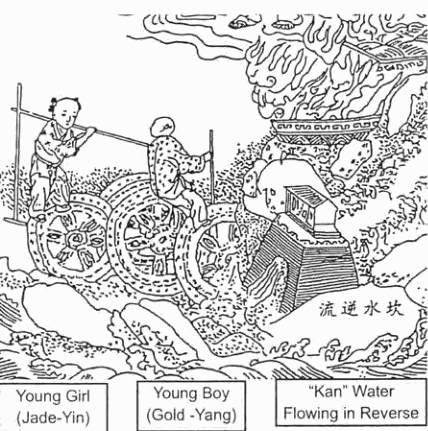 流逆水坎
Young Girl
(Jade-Yin)
Young Boy
(Gold -Yang)
“Kan” Water
Flowing in Reverse